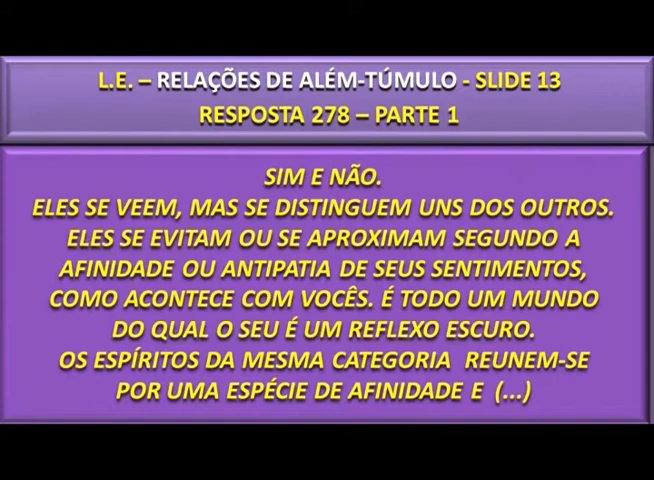 L.E. – RELAÇÕES DE ALÉM-TÚMULO - SLIDE 13
RESPOSTA 278 – PARTE 1
SIM E NÃO.
ELES SE VEEM, MAS SE DISTINGUEM UNS DOS OUTROS.
ELES SE EVITAM OU SE APROXIMAM SEGUNDO A
AFINIDADE OU ANTIPATIA DE SEUS SENTIMENTOS,
COMO ACONTECE COM VOCÊS. É TODO UM MUNDO
DO QUAL O SEU É UM REFLEXO ESCURO.
OS ESPÍRITOS DA MESMA CATEGORIA REUNEM-SE
POR UMA ESPÉCIE DE AFINIDADE E (...)